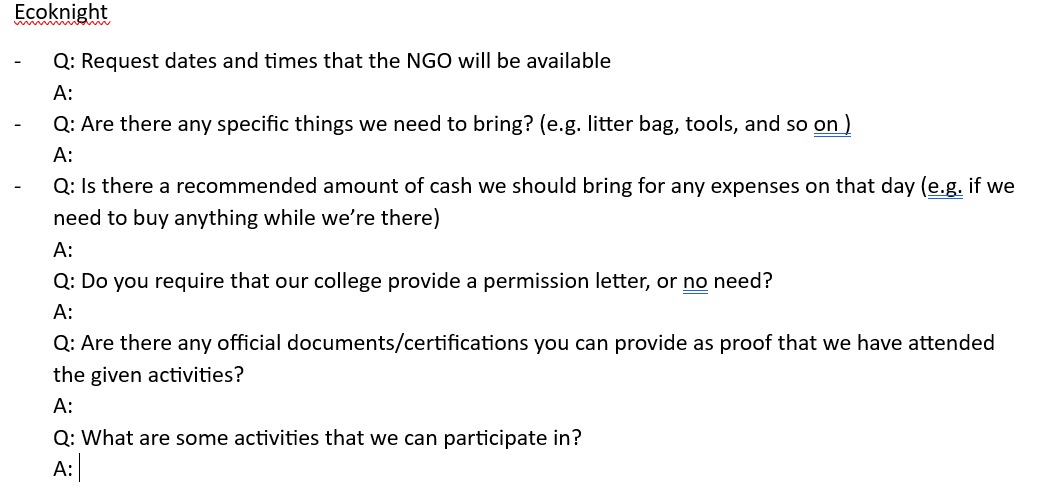 Ecoknight
- Q: Request dates and times that the NGO will be available
A:
- Q: Are there any specific things we need to bring? (e.g. litter bag, tools, and so on )
A:
- Q: Is there a recommended amount of cash we should bring for any expenses on that day (e.g. if we
need to buy anything while we’re there)
A:
Q: Do you require that our college provide a permission letter, or no need?
A:
Q: Are there any official documents/certifications you can provide as proof that we have attended
the given activities?
A:
Q: What are some activities that we can participate in?
A: